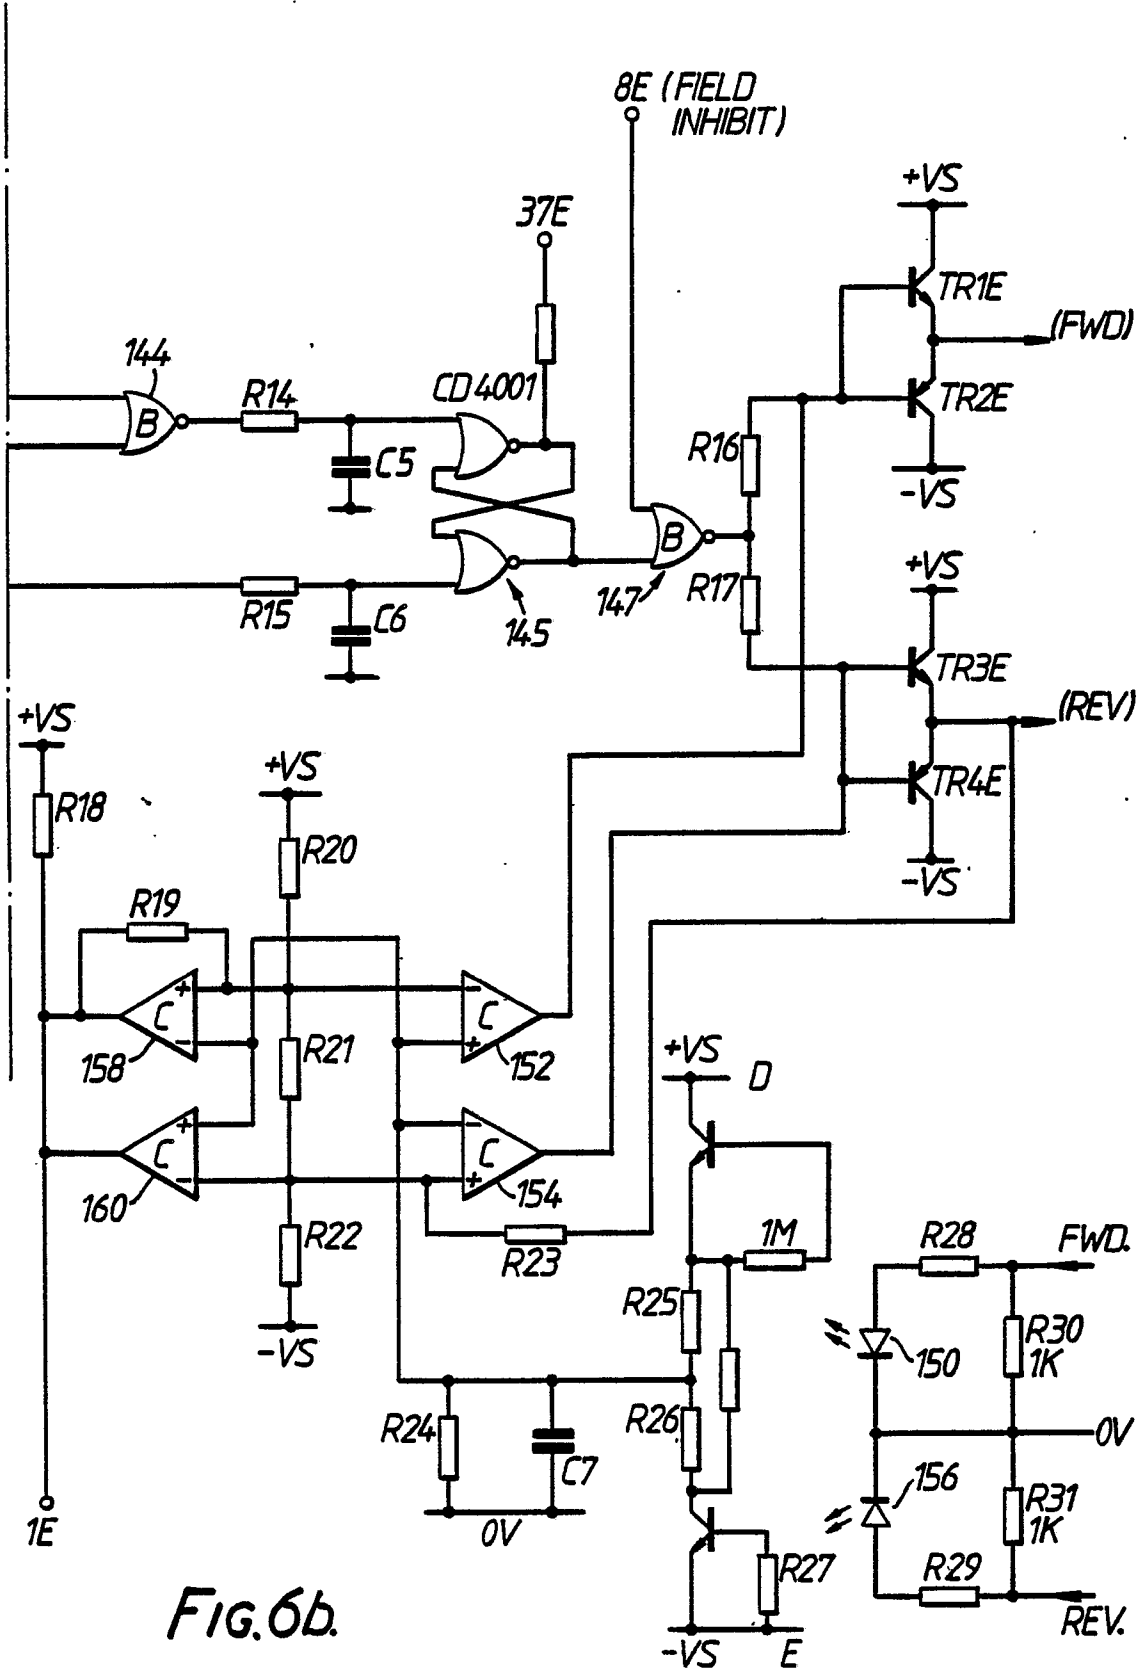 8E (FIELD
INHIBIT)
37E
+VS
TR1E
(FWD)
144
B
R14
CD4001
TR2E
C5
R16
-VS
B
+VS
R17
147
R15
C6
145
TR3E
(REV)
+VS
+VS
TR4E
R18
R20
-VS
R19
+
-
C
158
-
+
C
152
R21
+VS
D
+
-
C
160
-
+
C
154
R22
R23
1M
R28
FWD.
R25
-VS
150
R30
1K
R24
R26
0V
C7
156
R31
1K
1E
0V
R27
R29
FIG.6b.
-VS
E
REV.